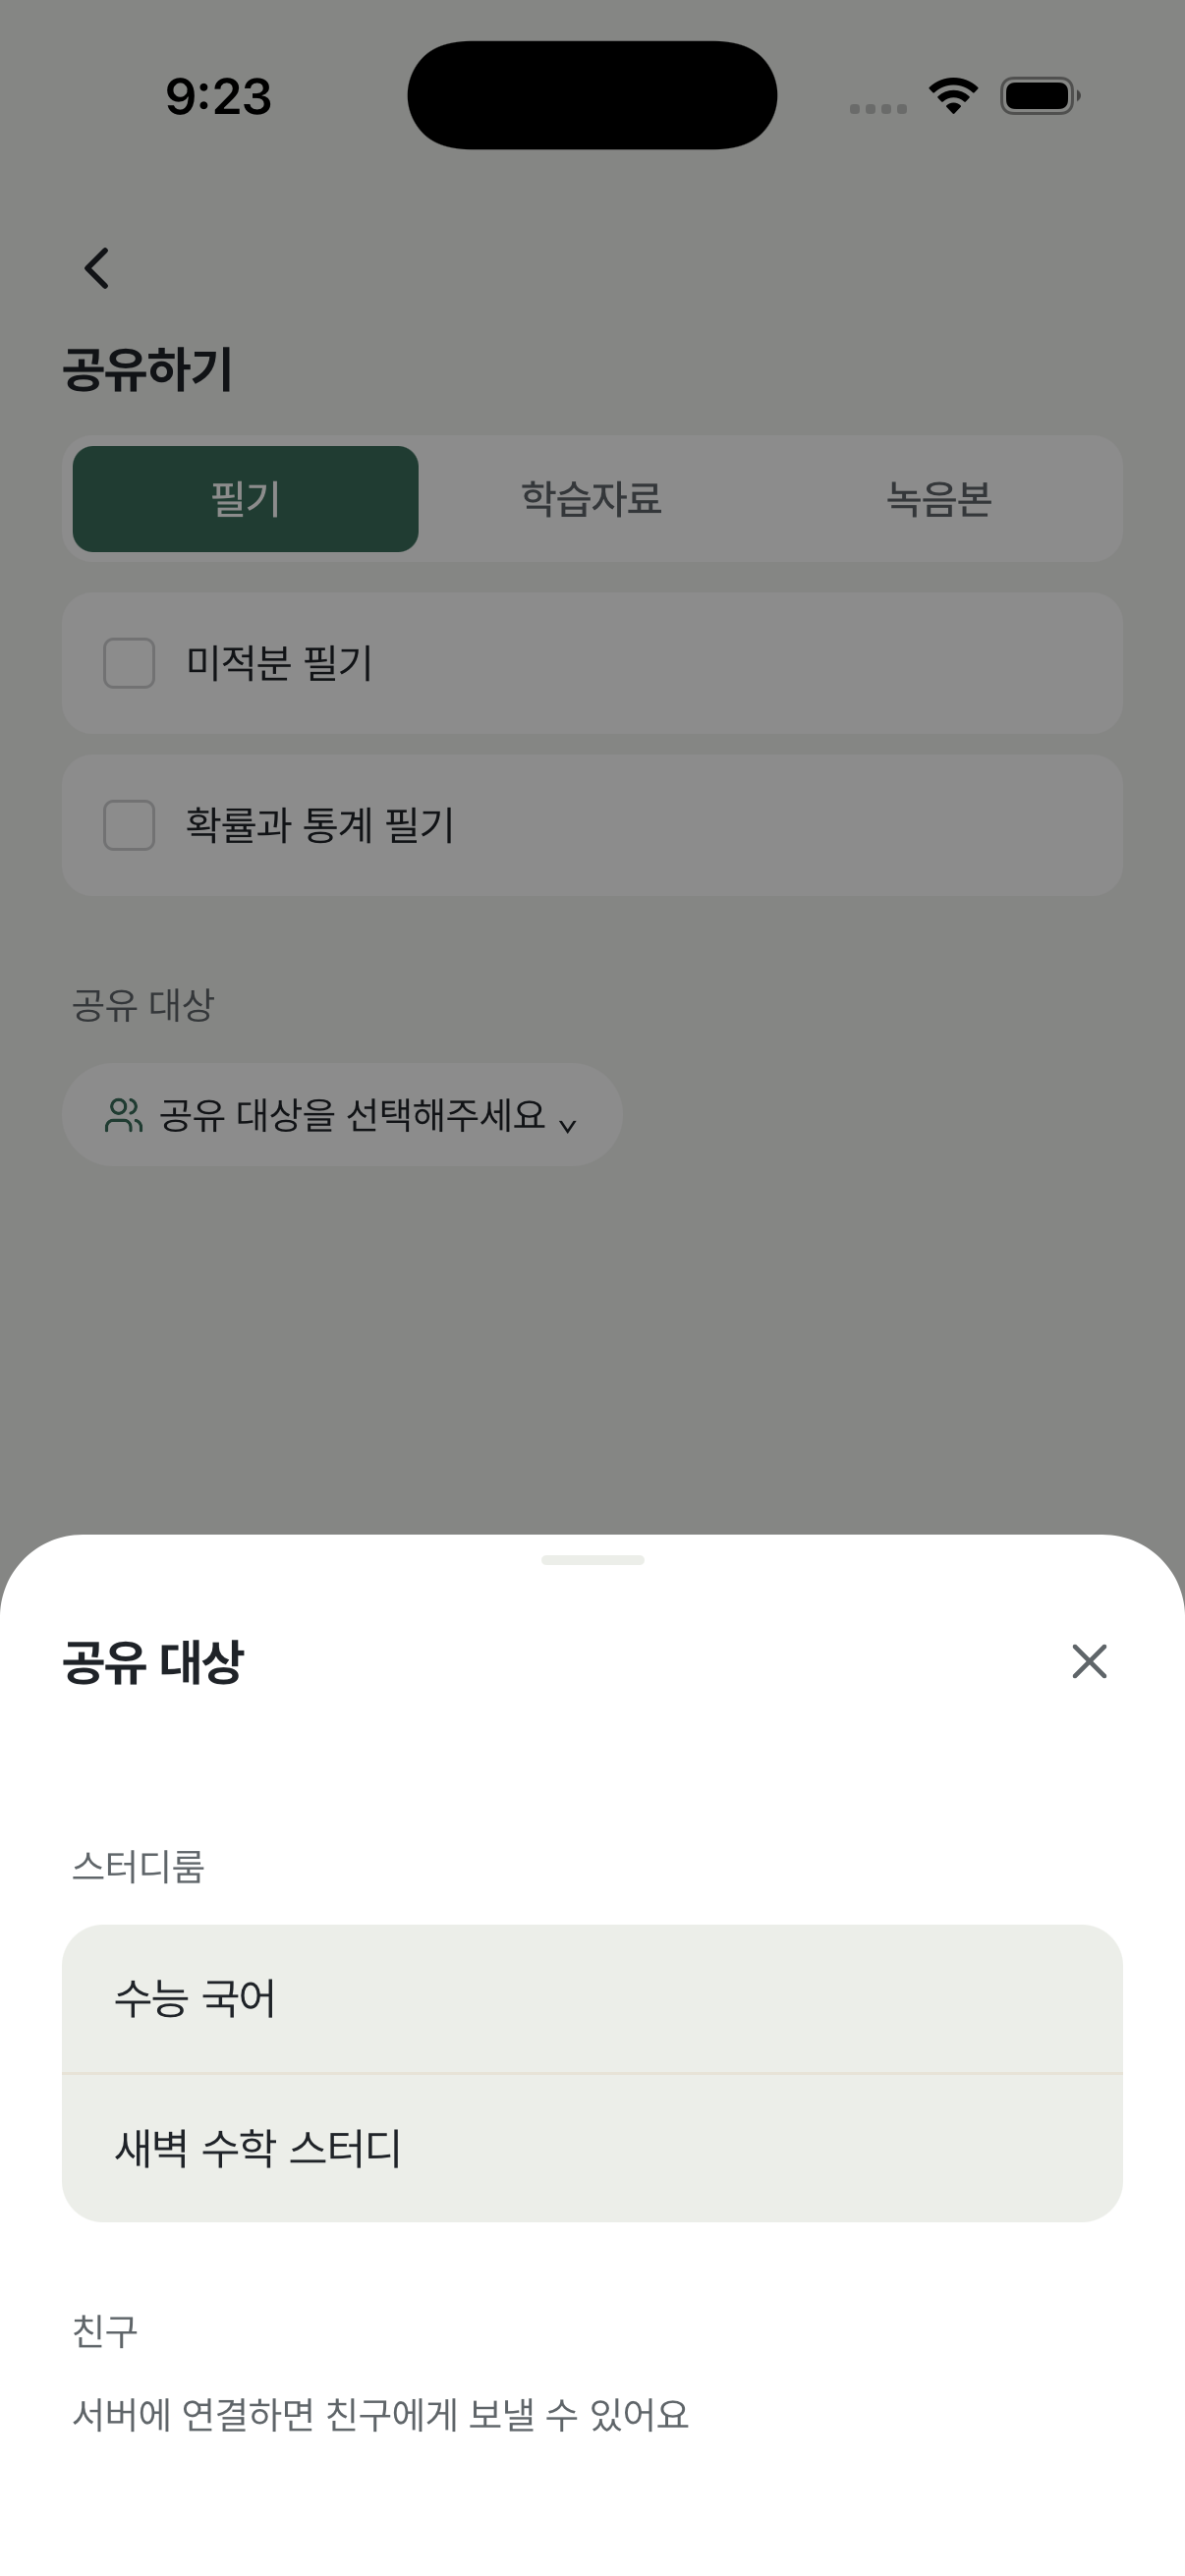 9:23
공유하기
필기 학습자료 녹음본
미적분 필기
확률과 통계 필기
공유 대상
공유 대상을 선택해주세요
공유 대상
스터디룸
수능 국어
새벽 수학 스터디
친구
서버에 연결하면 친구에게 보낼 수 있어요